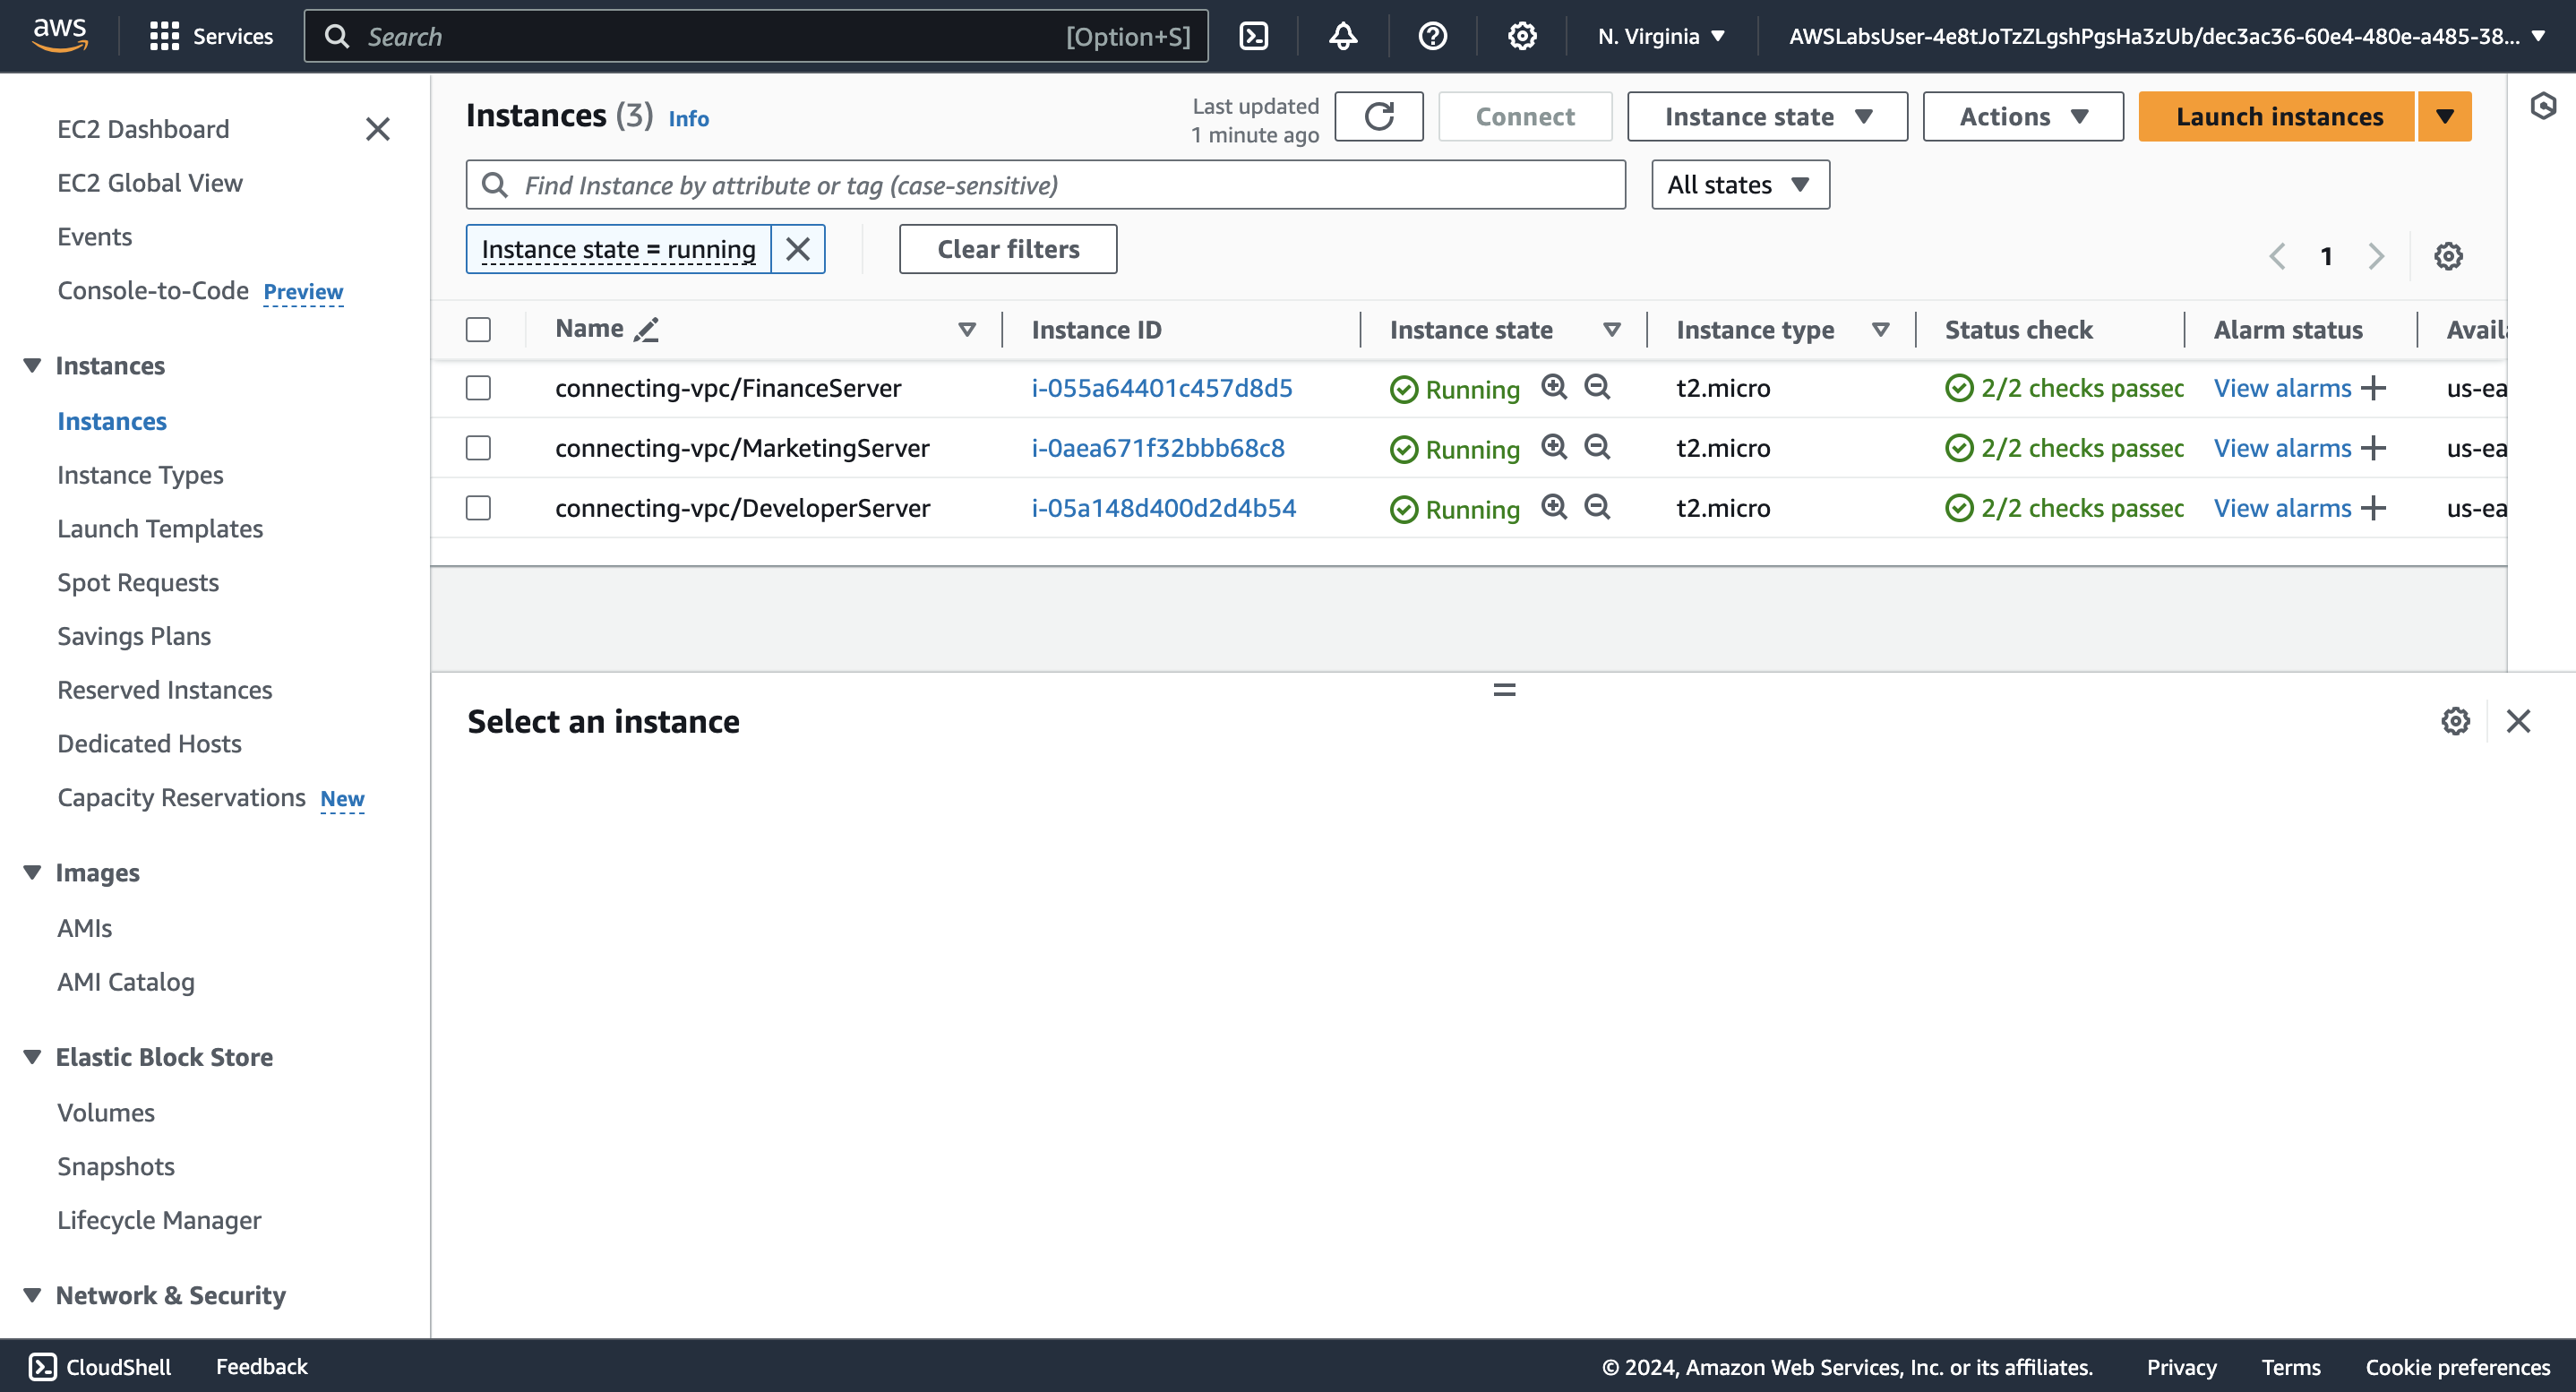 aws
Services
Search
[Option+S]
N. Virginia
AWSLabsUser-4e8tJoTzZLgshPgsHa3zUb/dec3ac36-60e4-480e-a485-38...
EC2 Dashboard
EC2 Global View
Events
Console-to-Code Preview
Instances
Instances
Instance Types
Launch Templates
Spot Requests
Savings Plans
Reserved Instances
Dedicated Hosts
Capacity Reservations New
Images
AMIs
AMI Catalog
Elastic Block Store
Volumes
Snapshots
Lifecycle Manager
Network & Security
Instances (3) Info
Last updated
1 minute ago
Connect
Instance state
Actions
Launch instances
Find Instance by attribute or tag (case-sensitive)
All states
Instance state = running
Clear filters
1
Name Instance ID Instance state Instance type Status check Alarm status Avail
connecting-vpc/FinanceServer i-055a64401c457d8d5 Running t2.micro 2/2 checks passec View alarms us-ea
connecting-vpc/MarketingServer i-0aea671f32bbb68c8 Running t2.micro 2/2 checks passec View alarms us-ea
connecting-vpc/DeveloperServer i-05a148d400d2d4b54 Running t2.micro 2/2 checks passec View alarms us-ea
Select an instance
CloudShell
Feedback
© 2024, Amazon Web Services, Inc. or its affiliates.
Privacy
Terms
Cookie preferences